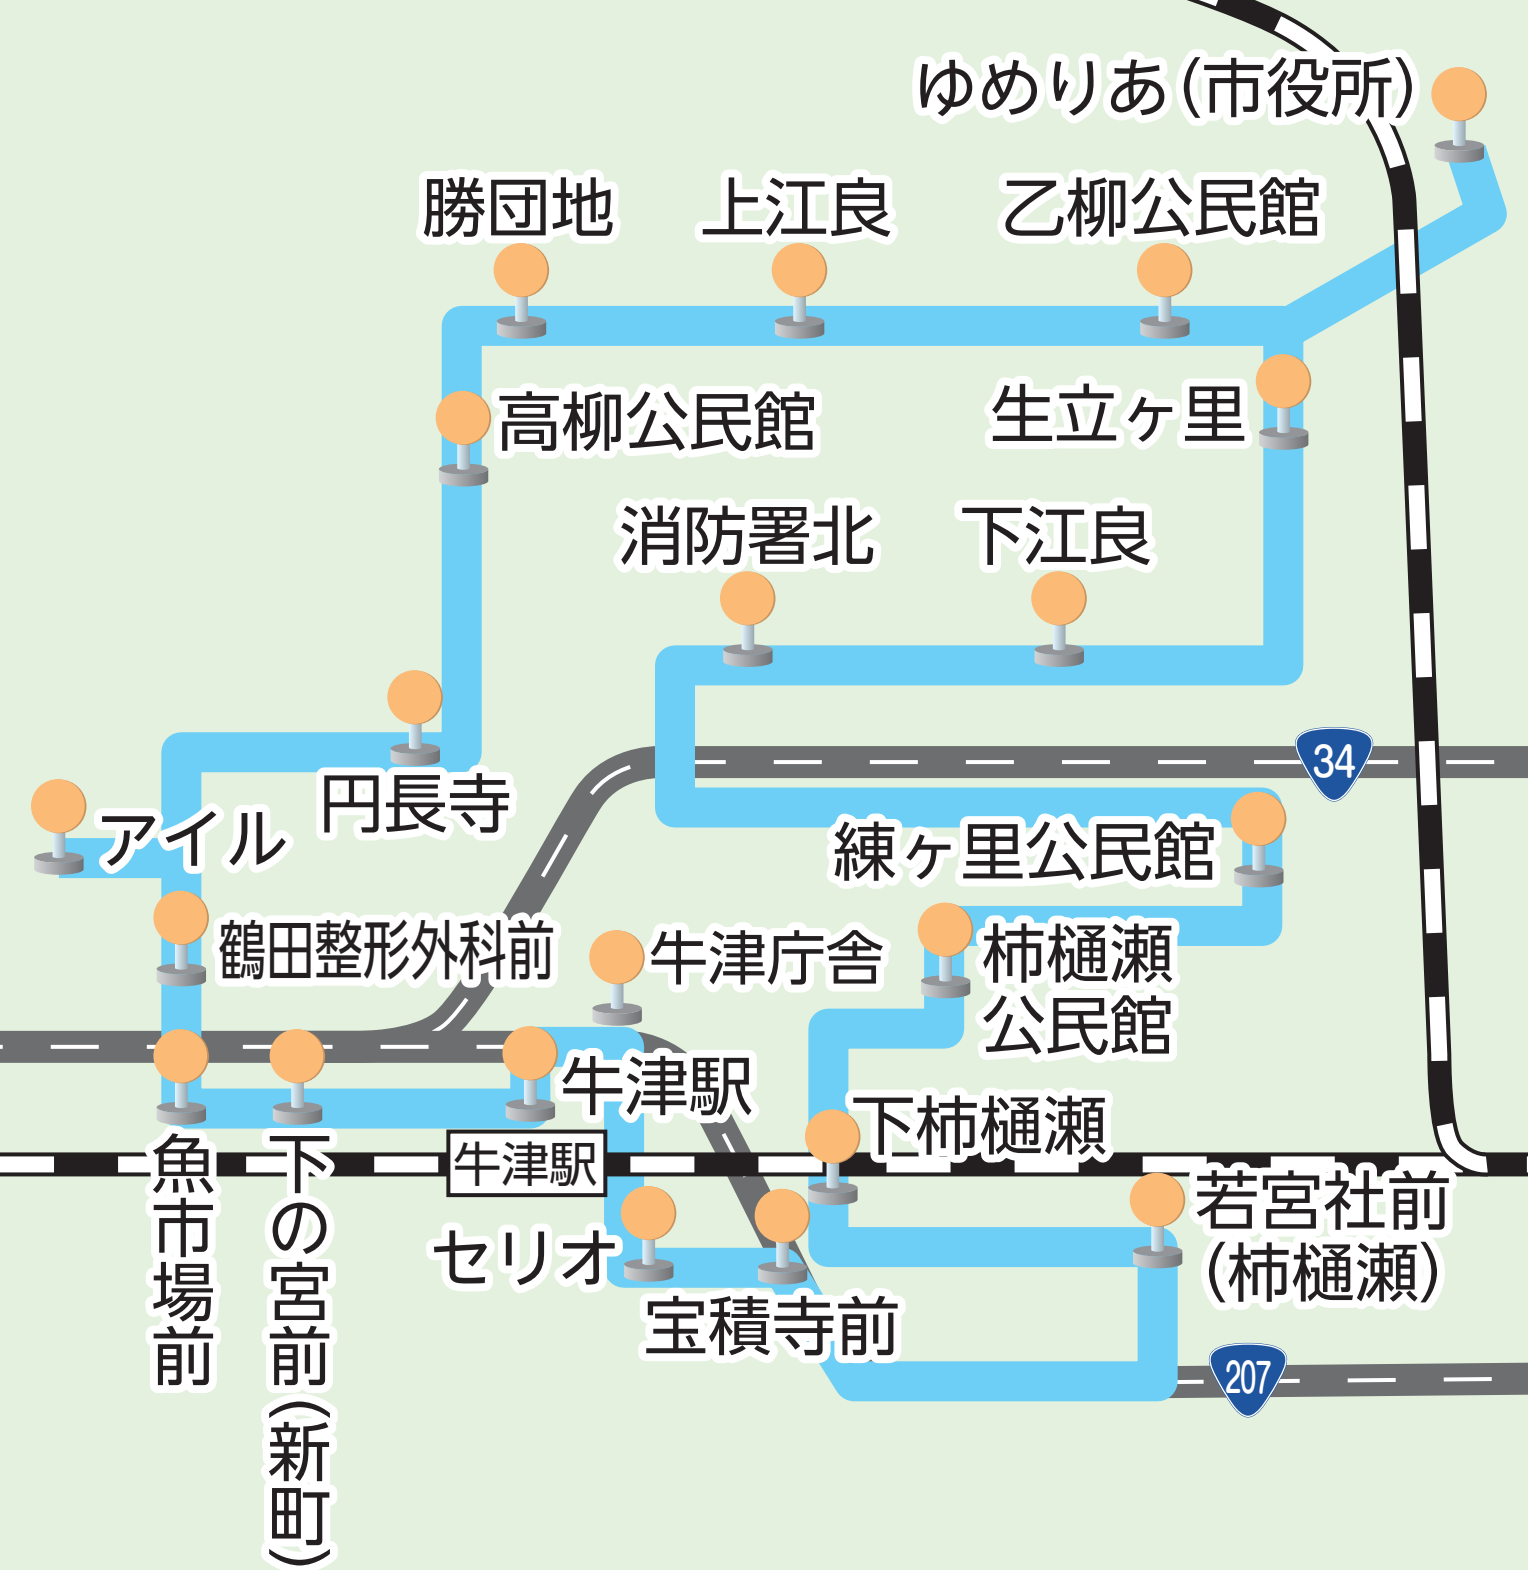 ゆめりあ(市役所)
勝団地
上江良
乙柳公民館
高柳公民館
生立ヶ里
消防署北
下江良
34
円長寺
アイル
練ヶ里公民館
鶴田整形外科前
牛津庁舎
柿樋瀬
公民館
牛津駅
下柿樋瀬
牛津駅
魚市場前
下の宮前(新町)
若宮社前
(柿樋瀬)
セリオ
宝積寺前
207